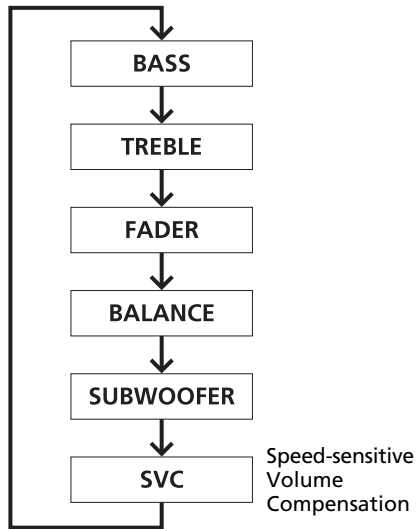 BASS
TREBLE
FADER
BALANCE
SUBWOOFER
SVC
Speed-sensitive
Volume
Compensation